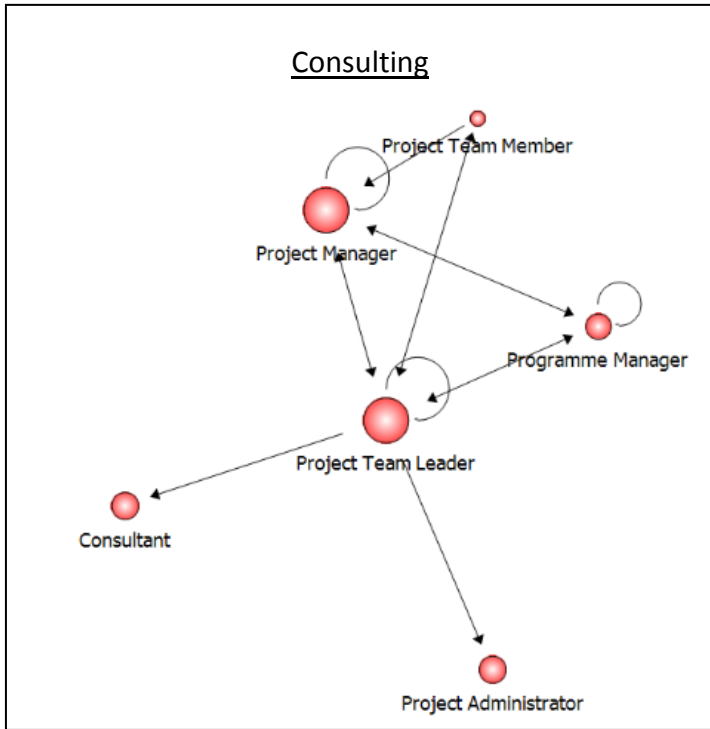 Consulting
Project Team Member
Project Manager
Programme Manager
Project Team Leader
Consultant
Project Administrator